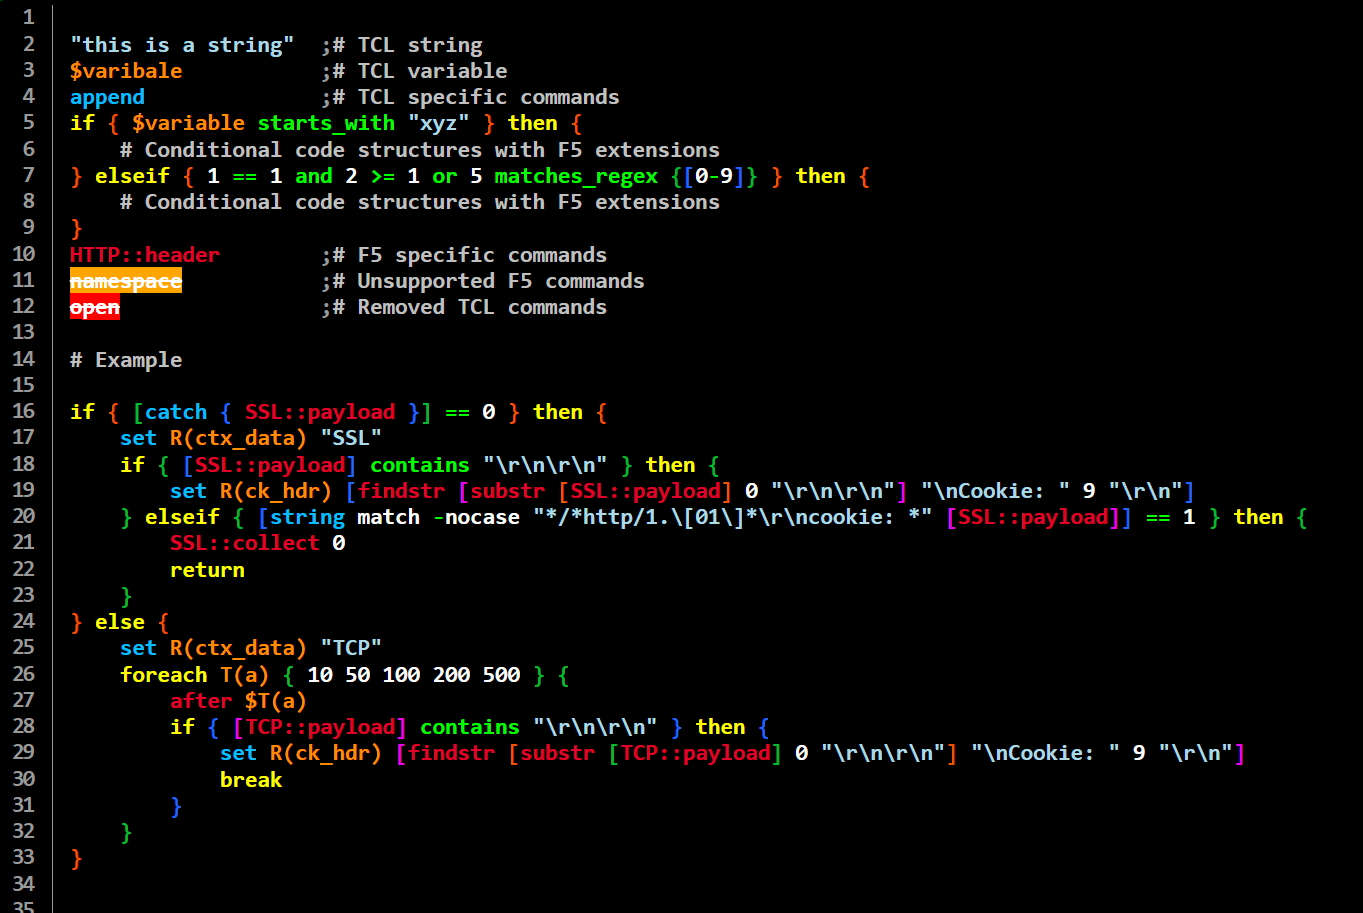 1
2 "this is a string"  ;# TCL string
3 $varibale           ;# TCL variable
4 append              ;# TCL specific commands
5 if { $variable starts_with "xyz" } then {
6     # Conditional code structures with F5 extensions
7 } elseif { 1 == 1 and 2 >= 1 or 5 matches_regex {[0-9]} } then {
8     # Conditional code structures with F5 extensions
9 }
10 HTTP::header        ;# F5 specific commands
11 namespace           ;# Unsupported F5 commands
12 open                ;# Removed TCL commands
13
14 # Example
15
16 if { [catch { SSL::payload }] == 0 } then {
17     set R(ctx_data) "SSL"
18     if { [SSL::payload] contains "\r\n\r\n" } then {
19         set R(ck_hdr) [findstr [substr [SSL::payload] 0 "\r\n\r\n"] "\nCookie: " 9 "\r\n"]
20     } elseif { [string match -nocase "*/*http/1.\[01\]*\r\ncookie: *" [SSL::payload]] == 1 } then {
21         SSL::collect 0
22         return
23     }
24 } else {
25     set R(ctx_data) "TCP"
26     foreach T(a) { 10 50 100 200 500 } {
27         after $T(a)
28         if { [TCP::payload] contains "\r\n\r\n" } then {
29             set R(ck_hdr) [findstr [substr [TCP::payload] 0 "\r\n\r\n"] "\nCookie: " 9 "\r\n"]
30             break
31         }
32     }
33 }
34
35